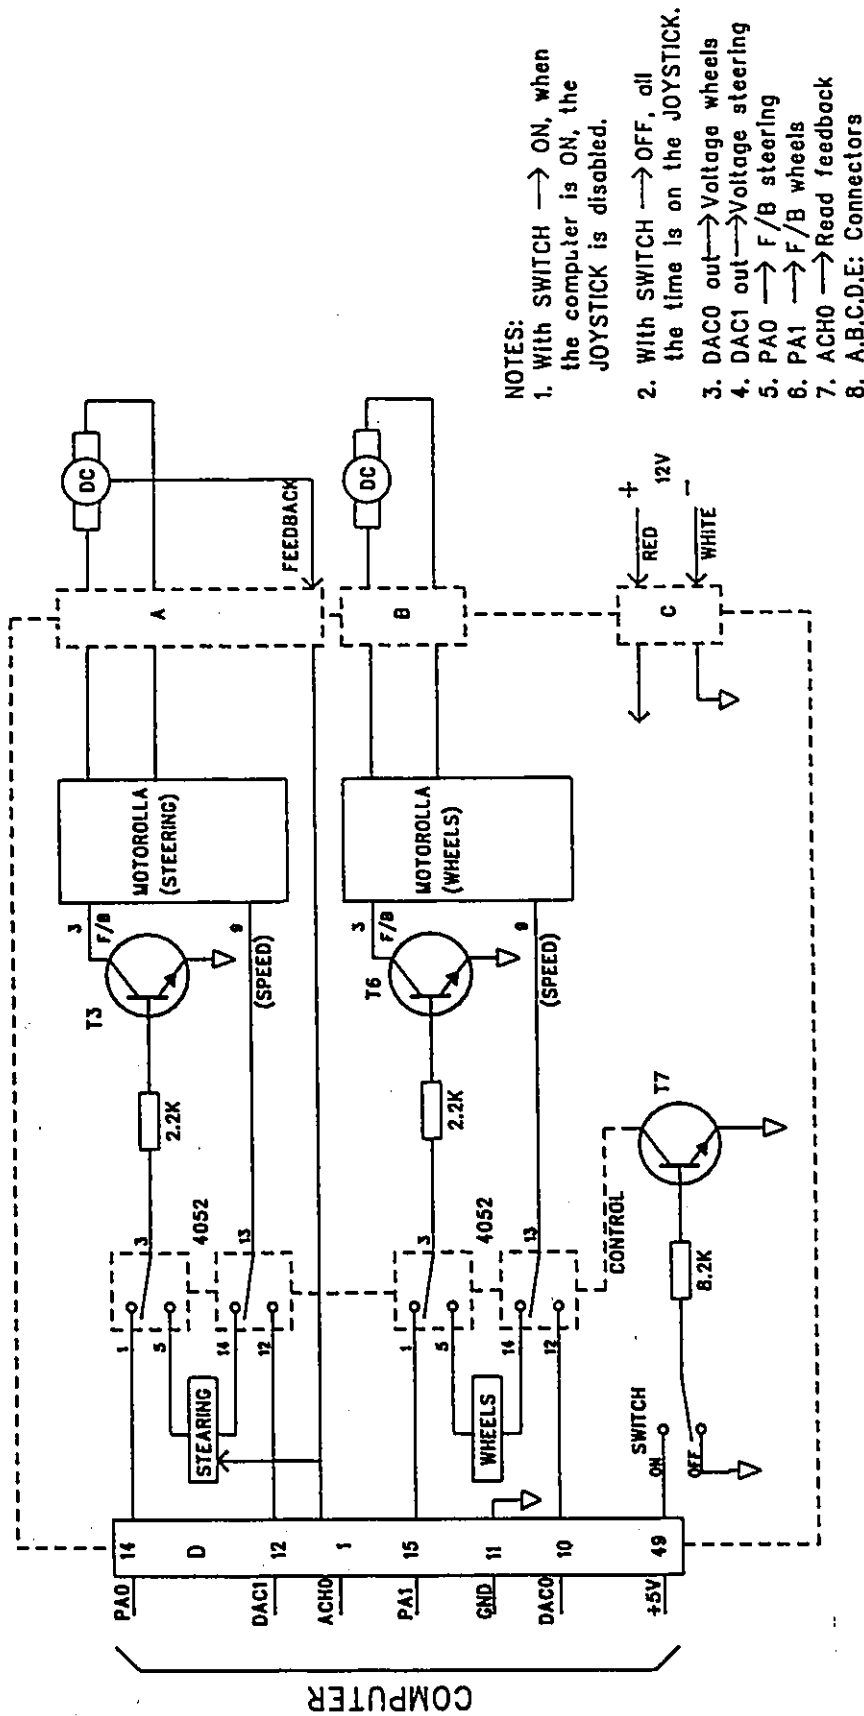 COMPUTER
PA0
DAC1
ACH0
PA1
GND
DAC0
+5V
14
D
12
1
15
11
10
49
STEARING
1
5
14
12
3
13
4052
2.2K
T3
3
F/B
9
(SPEED)
MOTOROLLA
(STEERING)
A
DC
FEEDBACK
WHEELS
1
5
14
12
3
13
4052
2.2K
T6
3
F/B
9
(SPEED)
MOTOROLLA
(WHEELS)
B
DC
CONTROL
SWITCH
ON
OFF
8.2K
T7
C
RED
WHITE
+
12V
-
NOTES:
1. With SWITCH → ON, when
the computer is ON, the
JOYSTICK is disabled.
2. With SWITCH → OFF, all
the time is on the JOYSTICK.
3. DAC0 out → Voltage wheels
4. DAC1 out → Voltage steering
5. PA0 → F/B steering
6. PA1 → F/B wheels
7. ACH0 → Read feedback
8. A.B.C.D.E: Connectors